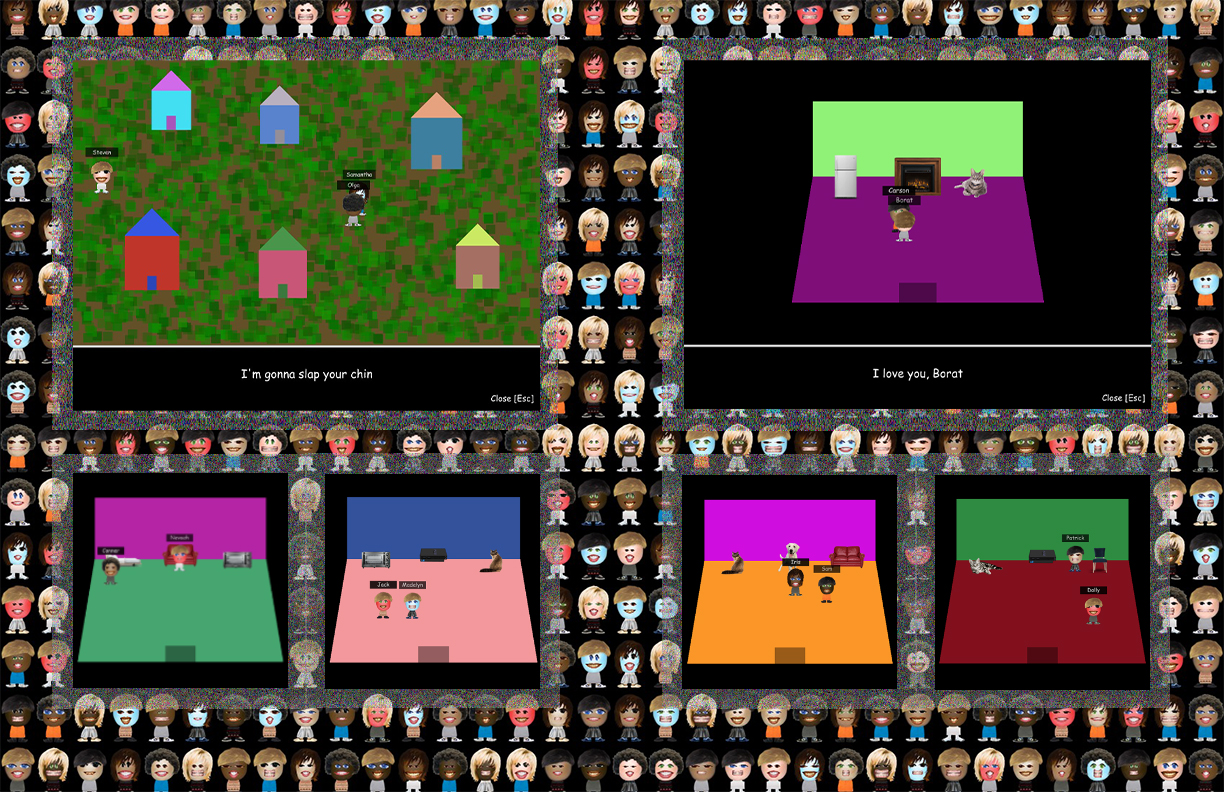 Steven
Samantha
Olga
I'm gonna slap your chin
Close [Esc]
Carson
Borat
I love you, Borat
Close [Esc]
Connor
Jack
Madelyn
Iris
Sam
Patrick
Dolly